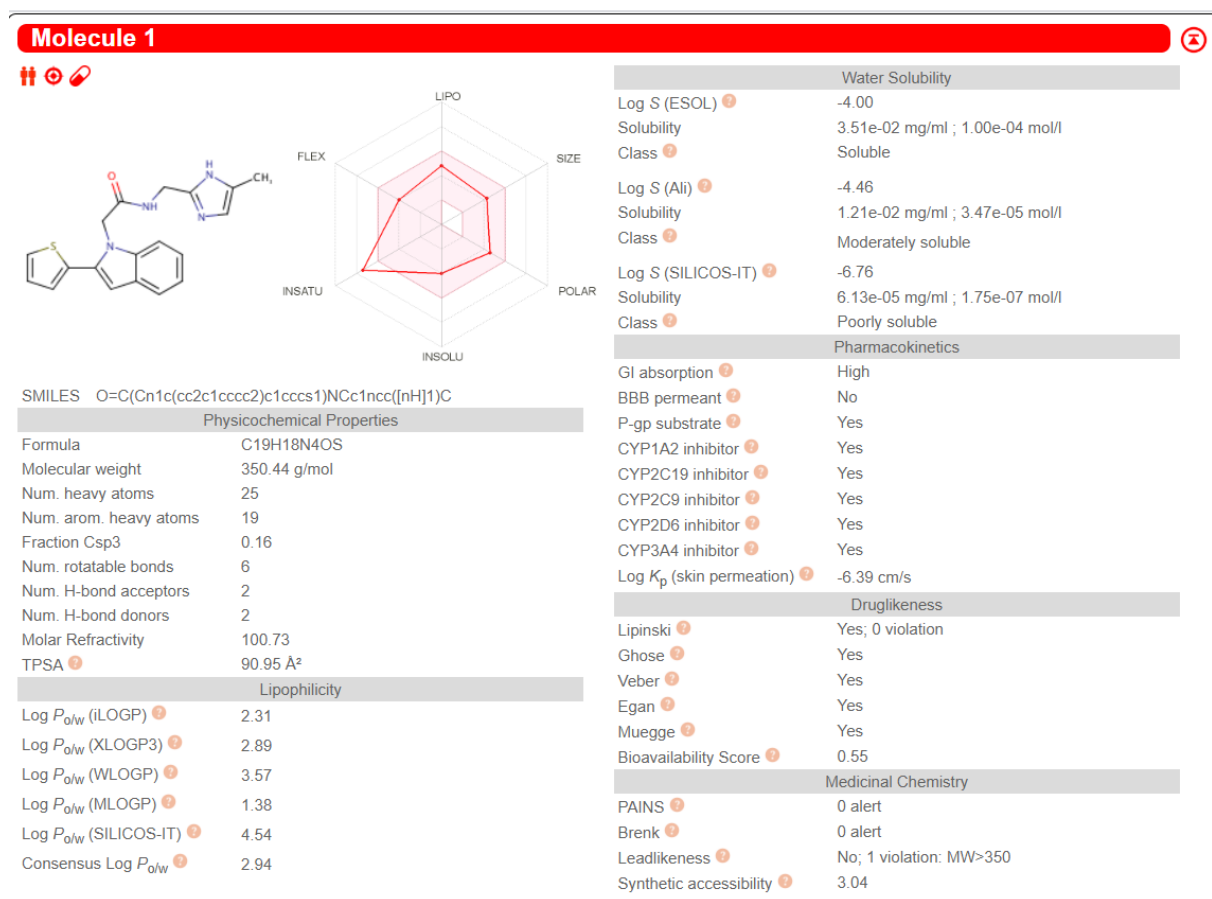 Molecule 1
LIPO
FLEX
SIZE
INSATU
POLAR
INSOLU
O
NH
H
N
N
CH3
N
S
SMILES O=C(Cn1c(cc2c1cccc2)c1cccs1)NCc1ncc([nH]1)C
Physicochemical Properties
Formula C19H18N4OS
Molecular weight 350.44 g/mol
Num. heavy atoms 25
Num. arom. heavy atoms 19
Fraction Csp3 0.16
Num. rotatable bonds 6
Num. H-bond acceptors 2
Num. H-bond donors 2
Molar Refractivity 100.73
TPSA ? 90.95 Å²
Lipophilicity
Log Po/w (iLOGP) ? 2.31
Log Po/w (XLOGP3) ? 2.89
Log Po/w (WLOGP) ? 3.57
Log Po/w (MLOGP) ? 1.38
Log Po/w (SILICOS-IT) ? 4.54
Consensus Log Po/w ? 2.94
Water Solubility
Log S (ESOL) ? -4.00
Solubility 3.51e-02 mg/ml ; 1.00e-04 mol/l
Class ? Soluble
Log S (Ali) ? -4.46
Solubility 1.21e-02 mg/ml ; 3.47e-05 mol/l
Class ? Moderately soluble
Log S (SILICOS-IT) ? -6.76
Solubility 6.13e-05 mg/ml ; 1.75e-07 mol/l
Class ? Poorly soluble
Pharmacokinetics
GI absorption ? High
BBB permeant ? No
P-gp substrate ? Yes
CYP1A2 inhibitor ? Yes
CYP2C19 inhibitor ? Yes
CYP2C9 inhibitor ? Yes
CYP2D6 inhibitor ? Yes
CYP3A4 inhibitor ? Yes
Log Kp (skin permeation) ? -6.39 cm/s
Druglikeness
Lipinski ? Yes; 0 violation
Ghose ? Yes
Veber ? Yes
Egan ? Yes
Muegge ? Yes
Bioavailability Score ? 0.55
Medicinal Chemistry
PAINS ? 0 alert
Brenk ? 0 alert
Leadlikeness ? No; 1 violation: MW>350
Synthetic accessibility ? 3.04